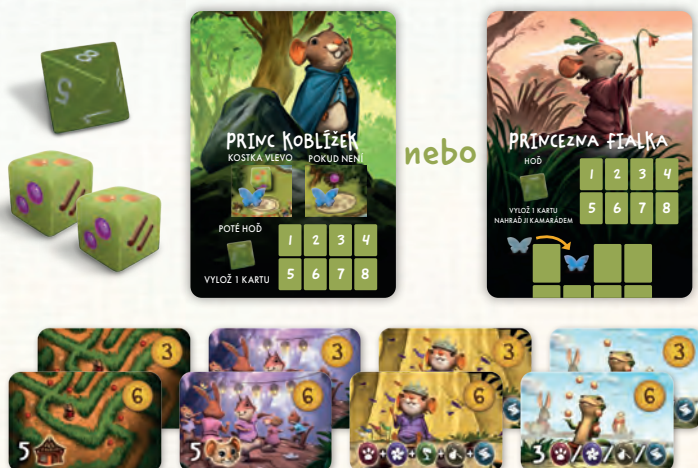 8
5
PRINC KOBLÍŽEK
KOSTKA VLEVO POKUD NENÍ
POTÉ HOĎ
1 2 3 4
5 6 7 8
VYLOŽ 1 KARTU
nebo
PRINCEZNA FIALKA
HOĎ
1 2 3 4
5 6 7 8
VYLOŽ 1 KARTU
NAHRAĎ JI KAMARÁDEM
3 3 3 3
6 6 6 6
5 5 + + + + 3 / / /